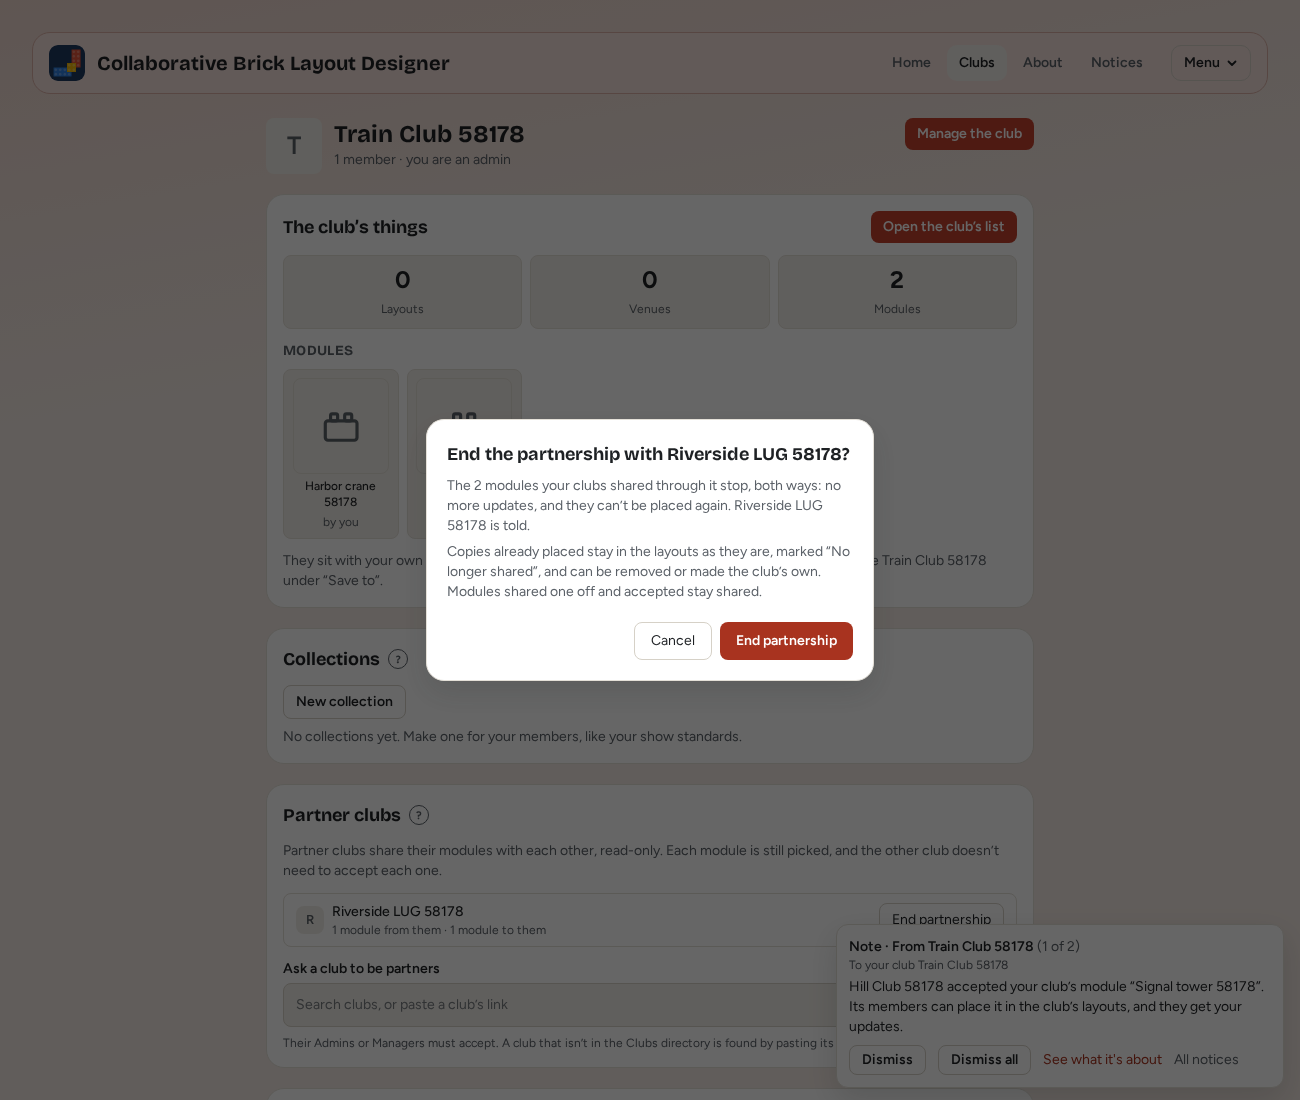 Collaborative Brick Layout Designer
Home
Clubs
About
Notices
Menu
T
Train Club 58178
1 member · you are an admin
Manage the club
The club’s things
Open the club’s list
0
Layouts
0
Venues
2
Modules
MODULES
Harbor crane
58178
by you
They sit with your own
e Train Club 58178
under “Save to”.
End the partnership with Riverside LUG 58178?
The 2 modules your clubs shared through it stop, both ways: no
more updates, and they can’t be placed again. Riverside LUG
58178 is told.
Copies already placed stay in the layouts as they are, marked “No
longer shared”, and can be removed or made the club’s own.
Modules shared one off and accepted stay shared.
Cancel
End partnership
Collections ?
New collection
No collections yet. Make one for your members, like your show standards.
Partner clubs ?
Partner clubs share their modules with each other, read-only. Each module is still picked, and the other club doesn’t
need to accept each one.
R
Riverside LUG 58178
1 module from them · 1 module to them
End partnership
Ask a club to be partners
Search clubs, or paste a club’s link
Their Admins or Managers must accept. A club that isn’t in the Clubs directory is found by pasting its
Note · From Train Club 58178 (1 of 2)
To your club Train Club 58178
Hill Club 58178 accepted your club’s module “Signal tower 58178”.
Its members can place it in the club’s layouts, and they get your
updates.
Dismiss
Dismiss all
See what it's about
All notices